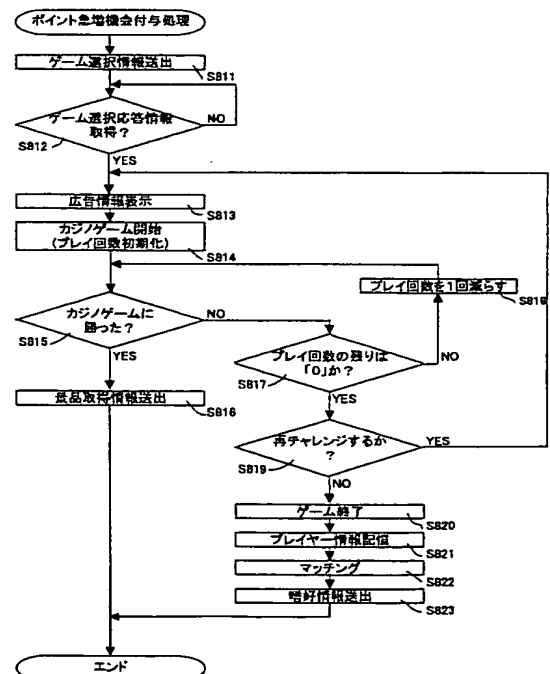 ポイント急増機会付与処理
ゲーム選択情報送出
S811
ゲーム選択応答情報
取得?
NO
S812
YES
広告情報表示
S813
カジノゲーム開始
(プレイ回数初期化)
S814
プレイ回数を1回減らす
S818
カジノゲームに
勝った?
NO
S815
YES
プレイ回数の残りは
「0」か?
NO
S817
YES
景品取得情報送出
S816
再チャレンジするか
?
YES
S819
NO
ゲーム終了
S820
プレイヤー情報記憶
S821
マッチング
S822
嗜好情報送出
S823
エンド